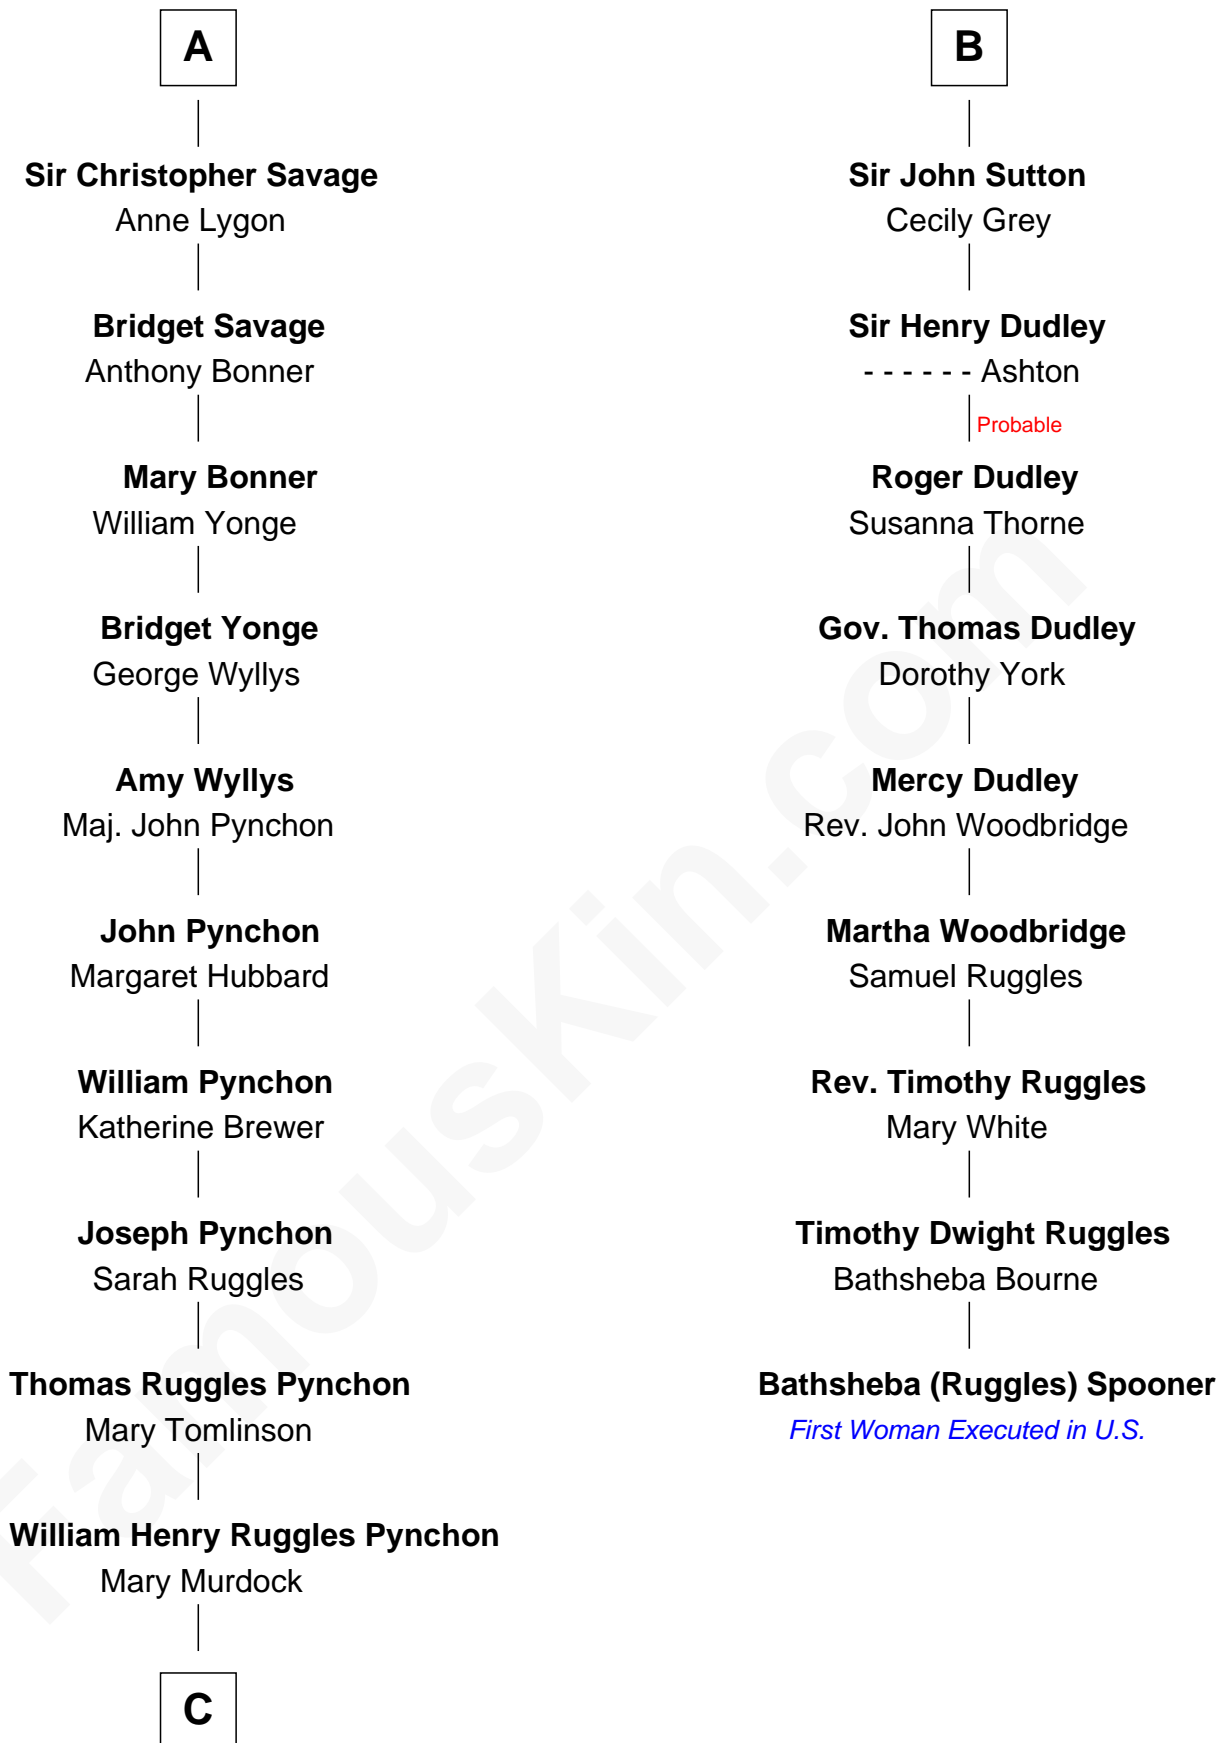 A
Sir Christopher Savage
Anne Lygon
Bridget Savage
Anthony Bonner
Mary Bonner
William Yonge
Bridget Yonge
George Wyllys
Amy Wyllys
Maj. John Pynchon
John Pynchon
Margaret Hubbard
William Pynchon
Katherine Brewer
Joseph Pynchon
Sarah Ruggles
Thomas Ruggles Pynchon
Mary Tomlinson
William Henry Ruggles Pynchon
Mary Murdock
C
B
Sir John Sutton
Cecily Grey
Sir Henry Dudley
- - - - - - Ashton
Probable
Roger Dudley
Susanna Thorne
Gov. Thomas Dudley
Dorothy York
Mercy Dudley
Rev. John Woodbridge
Martha Woodbridge
Samuel Ruggles
Rev. Timothy Ruggles
Mary White
Timothy Dwight Ruggles
Bathsheba Bourne
Bathsheba (Ruggles) Spooner
First Woman Executed in U.S.
FamousKin.com